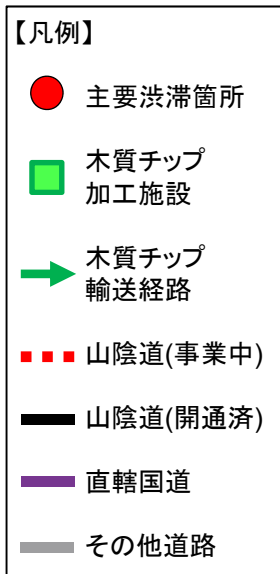 【凡例】
主要渋滞箇所
木質チップ
加工施設
木質チップ
輸送経路
山陰道(事業中)
山陰道(開通済)
直轄国道
その他道路